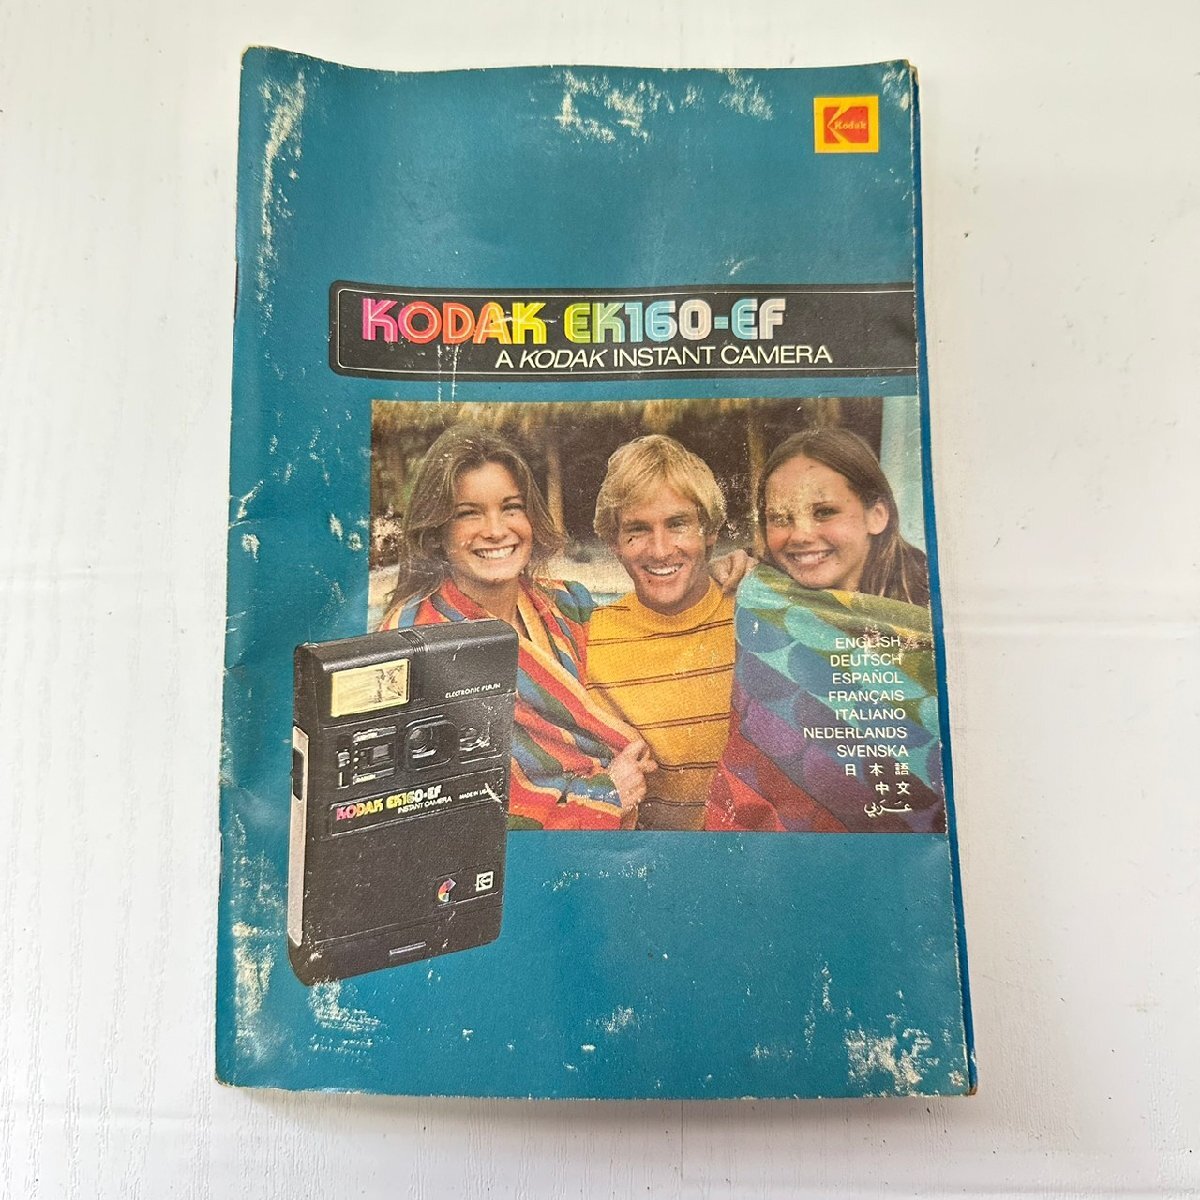 Kodak
KODAK EK160-EF
A KODAK INSTANT CAMERA
ENGLISH
DEUTSCH
ESPAÑOL
FRANÇAIS
ITALIANO
NEDERLANDS
SVENSKA
日本語
中文
عَرَبي
ELECTRONIC FLASH
KODAK EK160-EF
INSTANT CAMERA
MADE IN U.S.A.